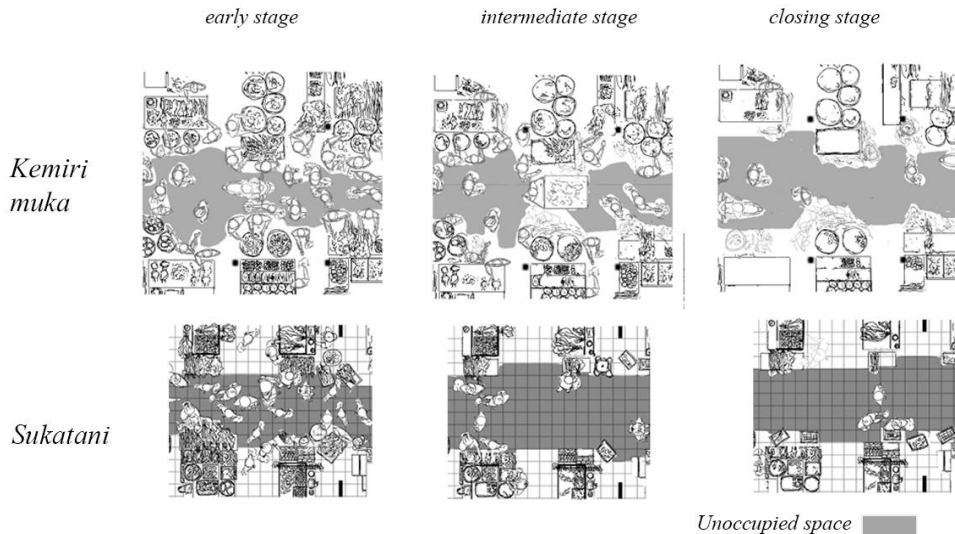 early stage
intermediate stage
closing stage
Kemiri
muka
Sukatani
Unoccupied space